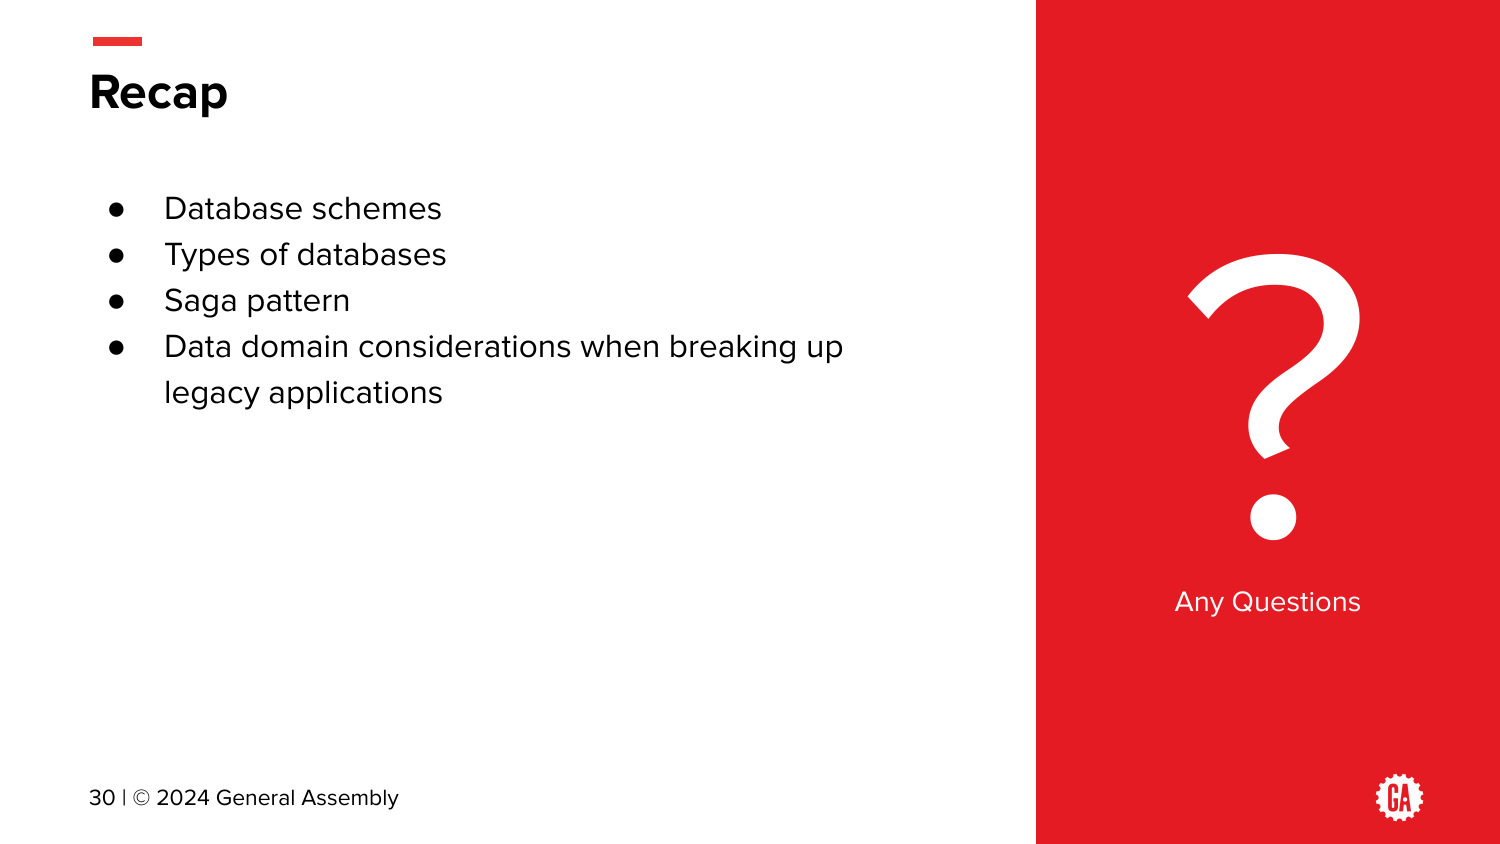 Recap
● Database schemes
● Types of databases
● Saga pattern
● Data domain considerations when breaking up
legacy applications
?
Any Questions
30 | © 2024 General Assembly
GA